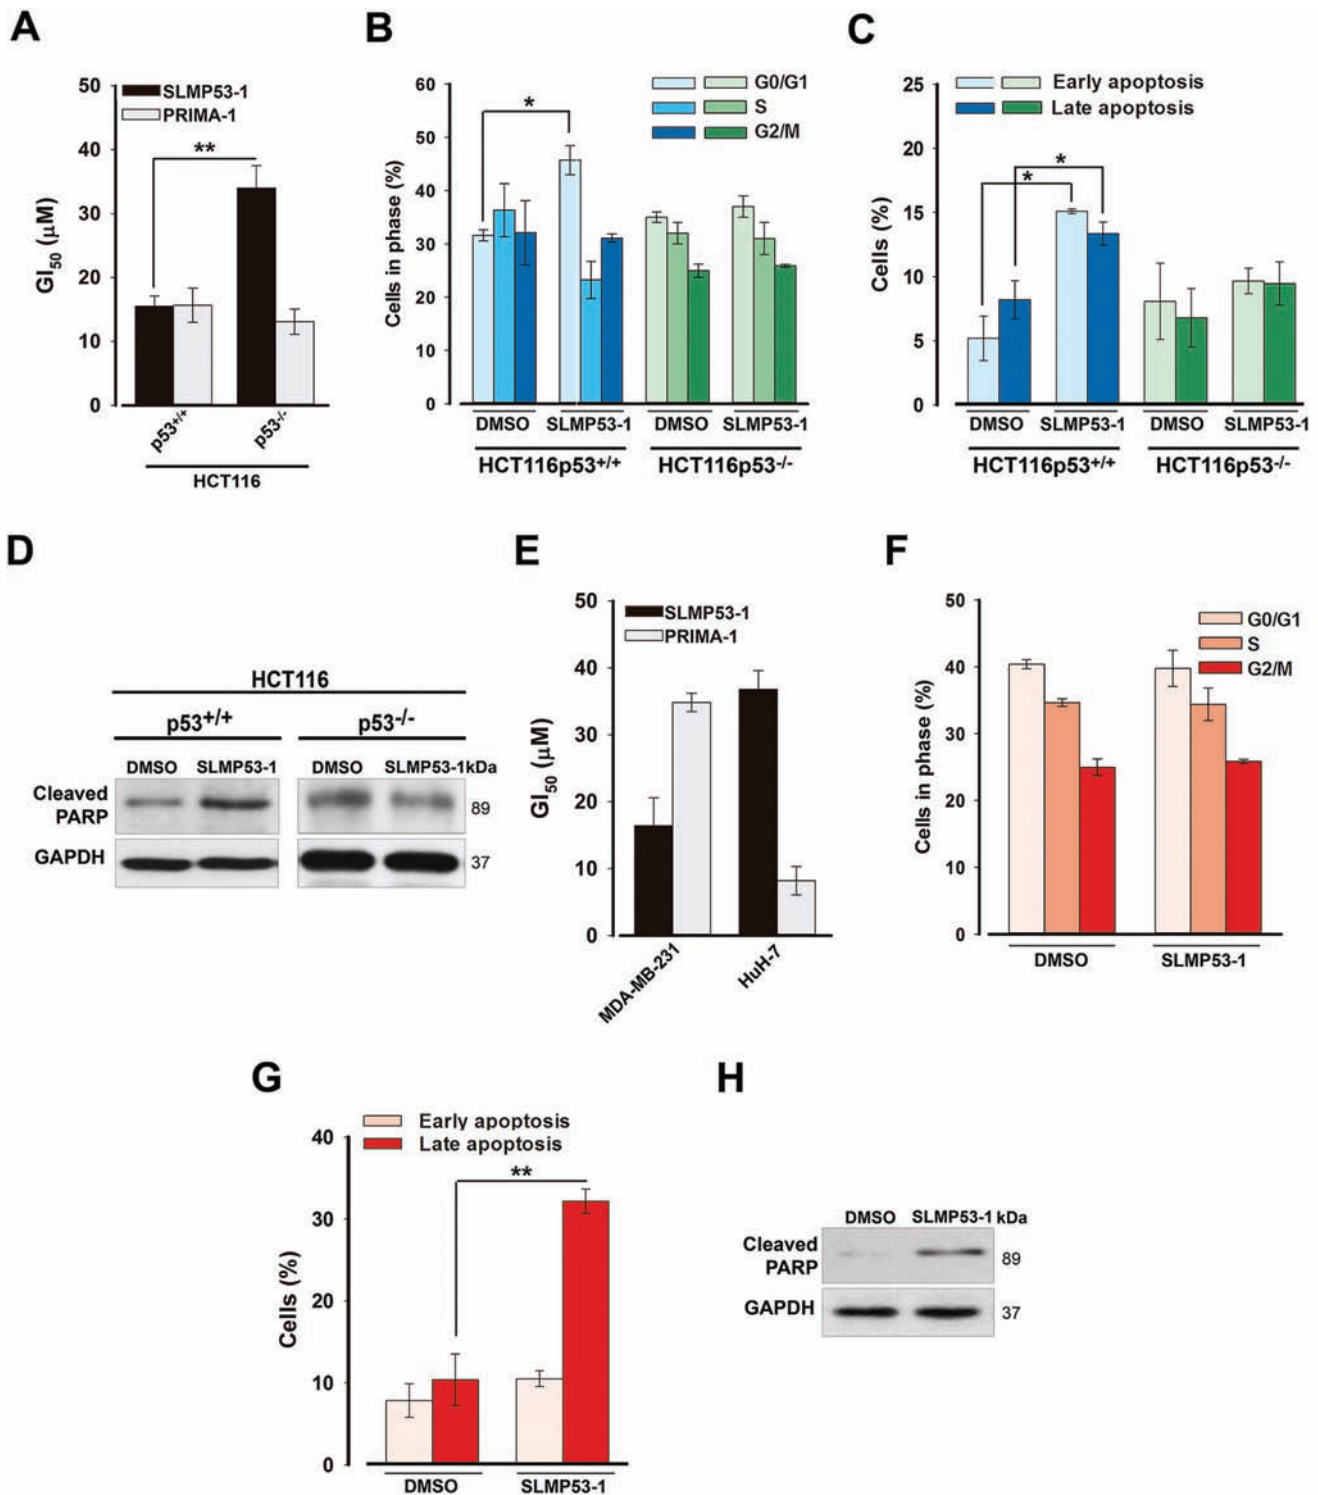 A
50
40
30
20
10
0
GI50 (μM)
SLMP53-1
PRIMA-1
**
p53+/+
p53-/-
HCT116
B
60
50
40
30
20
10
0
Cells in phase (%)
G0/G1
S
G2/M
*
DMSO SLMP53-1 DMSO SLMP53-1
HCT116p53+/+ HCT116p53-/-
C
25
20
15
10
5
0
Cells (%)
Early apoptosis
Late apoptosis
*
*
DMSO SLMP53-1 DMSO SLMP53-1
HCT116p53+/+ HCT116p53-/-
D
HCT116
p53+/+ p53-/-
DMSO SLMP53-1 DMSO SLMP53-1kDa
Cleaved
PARP
89
GAPDH
37
E
50
40
30
20
10
0
GI50 (μM)
SLMP53-1
PRIMA-1
MDA-MB-231
HuH-7
F
50
40
30
20
10
0
Cells in phase (%)
G0/G1
S
G2/M
DMSO SLMP53-1
G
40
30
20
10
0
Cells (%)
Early apoptosis
Late apoptosis
**
DMSO SLMP53-1
H
DMSO SLMP53-1 kDa
Cleaved
PARP
89
GAPDH
37